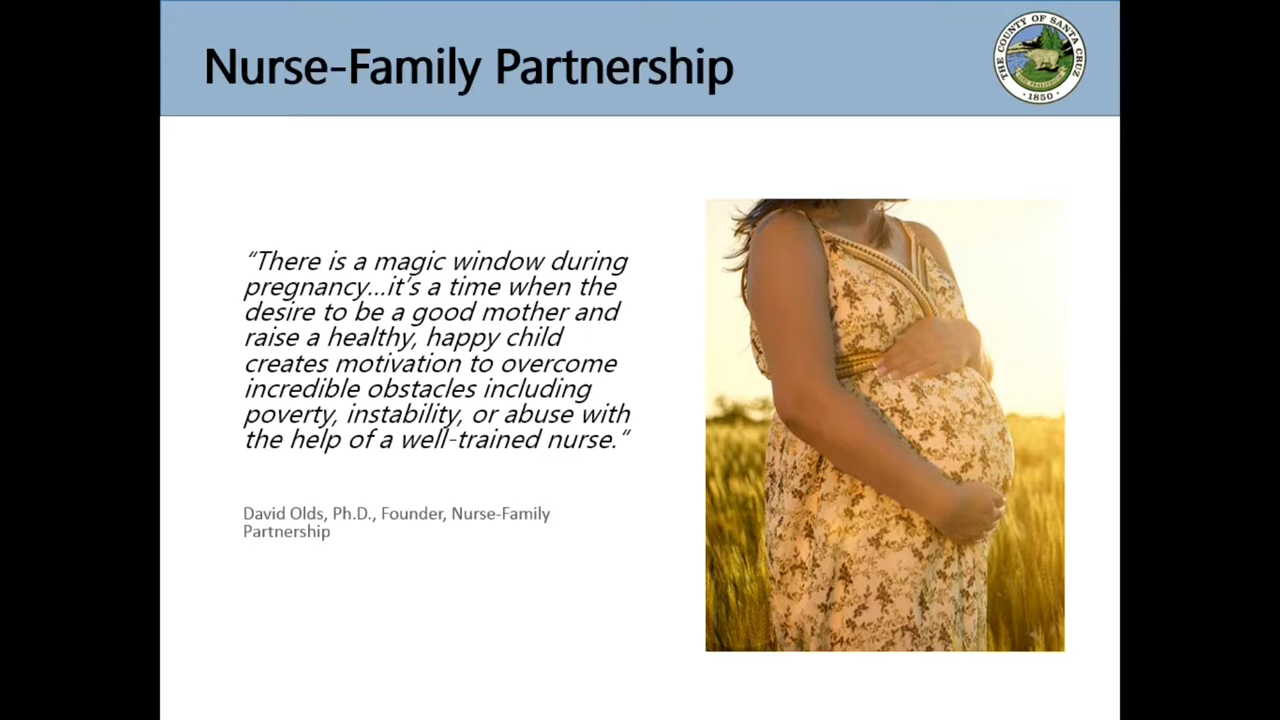 Nurse-Family Partnership
THE COUNTY OF SANTA CRUZ
1850
“There is a magic window during
pregnancy...it’s a time when the
desire to be a good mother and
raise a healthy, happy child
creates motivation to overcome
incredible obstacles including
poverty, instability, or abuse with
the help of a well-trained nurse.”
David Olds, Ph.D., Founder, Nurse-Family
Partnership